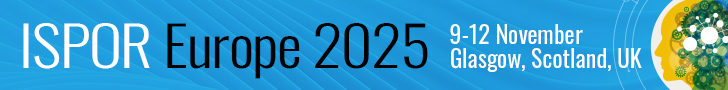 ISPOR Europe 2025
9-12 November
Glasgow, Scotland, UK